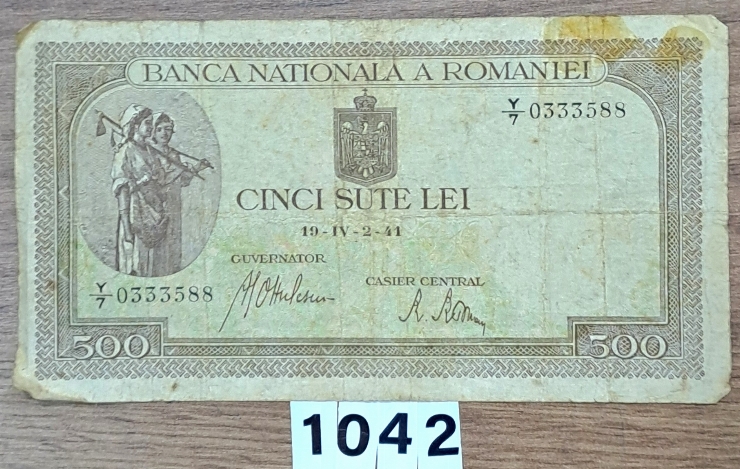 BANCA NATIONALA A ROMANIEI
Y/7 0333588
CINCI SUTE LEI
19-IV-2-41
GUVERNATOR
CASIER CENTRAL
Y/7 0333588
500
500
1042